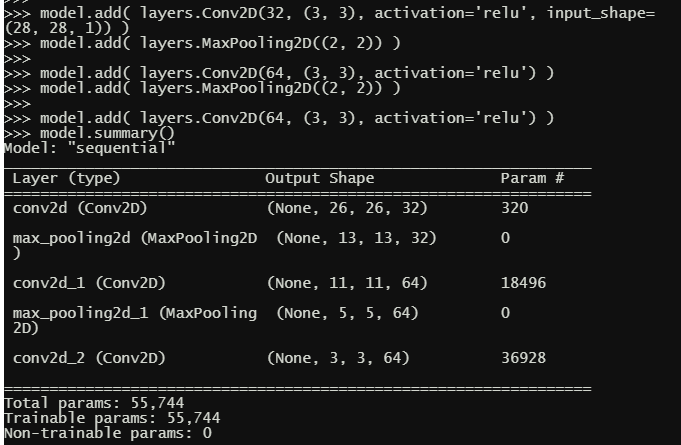 >>>
>>> model.add( layers.Conv2D(32, (3, 3), activation='relu', input_shape=
(28, 28, 1)) )
>>> model.add( layers.MaxPooling2D((2, 2)) )
>>>
>>> model.add( layers.Conv2D(64, (3, 3), activation='relu') )
>>> model.add( layers.MaxPooling2D((2, 2)) )
>>>
>>> model.add( layers.Conv2D(64, (3, 3), activation='relu') )
>>> model.summary()
Model: "sequential"
_________________________________________________________________
 Layer (type)                Output Shape              Param #
=================================================================
 conv2d (Conv2D)             (None, 26, 26, 32)        320

 max_pooling2d (MaxPooling2D  (None, 13, 13, 32)       0
 )

 conv2d_1 (Conv2D)           (None, 11, 11, 64)        18496

 max_pooling2d_1 (MaxPooling  (None, 5, 5, 64)         0
 2D)

 conv2d_2 (Conv2D)           (None, 3, 3, 64)          36928

=================================================================
Total params: 55,744
Trainable params: 55,744
Non-trainable params: 0